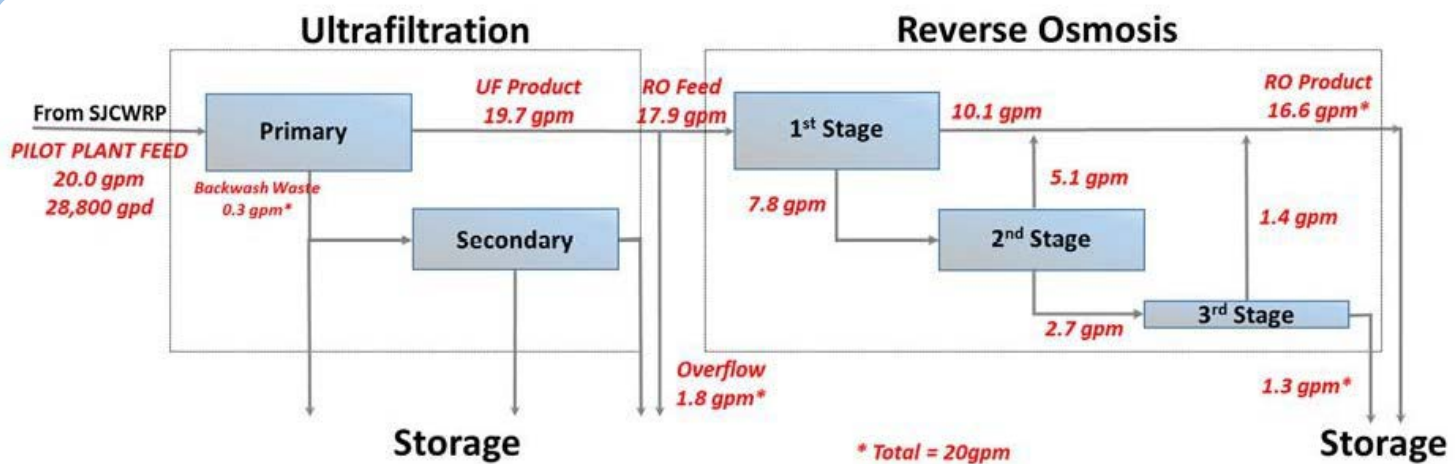 Ultrafiltration
Reverse Osmosis
From SJCWRP
PILOT PLANT FEED
20.0 gpm
28,800 gpd
Primary
Backwash Waste
0.3 gpm*
UF Product
19.7 gpm
Secondary
RO Feed
17.9 gpm
Overflow
1.8 gpm*
Storage
1st Stage
10.1 gpm
7.8 gpm
2nd Stage
5.1 gpm
2.7 gpm
3rd Stage
1.4 gpm
RO Product
16.6 gpm*
1.3 gpm*
* Total = 20gpm
Storage